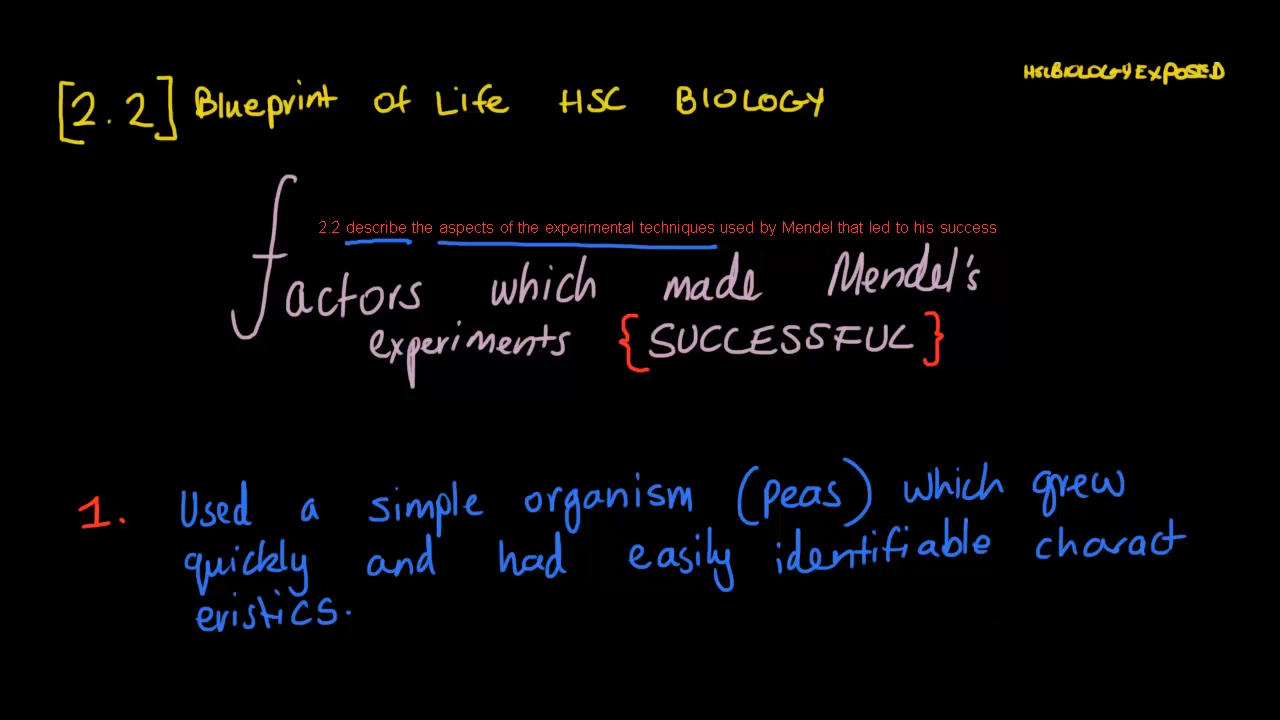 HSCBIOLOGYEXPOSED
[2.2] Blueprint of Life HSC BIOLOGY
2.2 describe the aspects of the experimental techniques used by Mendel that led to his success
factors which made Mendel's
experiments {SUCCESSFUL}
1. Used a simple organism (peas) which grew
quickly and had easily identifiable charact
eristics.